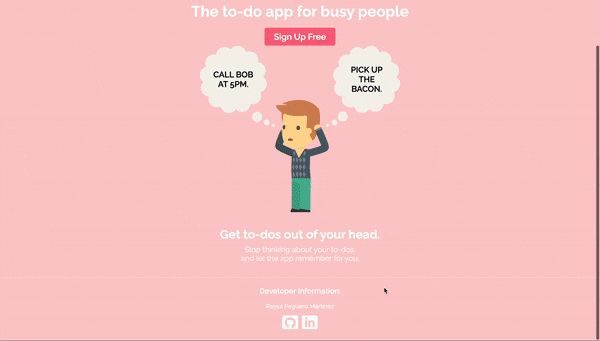 The to-do app for busy people
Sign Up Free
CALL BOB
AT 5PM.
PICK UP
THE
BACON.
Get to-dos out of your head.
Stop thinking about your to-dos,
and let the app remember for you.
Developer Information:
Peguero Martinez
in